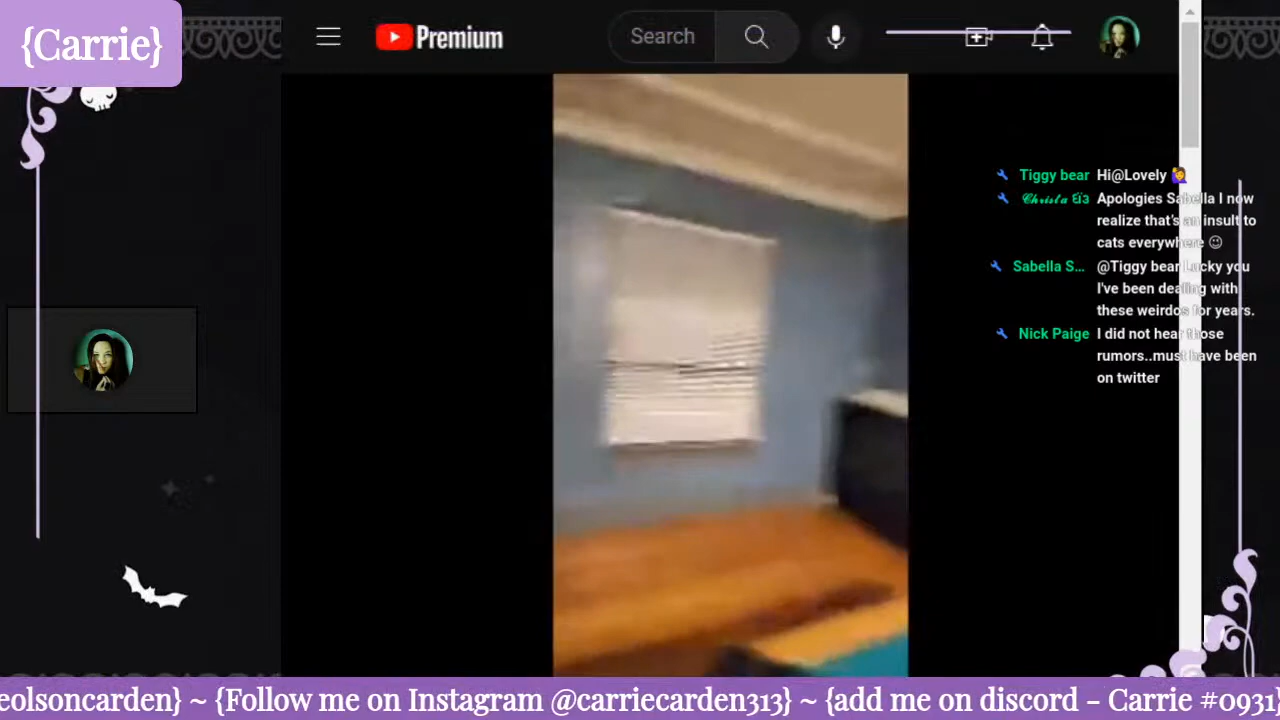 {Carrie}
Premium
Search
Tiggy bear Hi@Lovely 🙋‍♀️
𝓒𝓱𝓻𝓲𝓼𝓽𝓪 ԐÏ3 Apologies Sabella I now
realize that's an insult to
cats everywhere ☺
Sabella S... @Tiggy bear Lucky you
I've been dealing with
these weirdos for years.
Nick Paige I did not hear those
rumors..must have been
on twitter
eolsoncarden} ~ {Follow me on Instagram @carriecarden313} ~ {add me on discord - Carrie #0931}